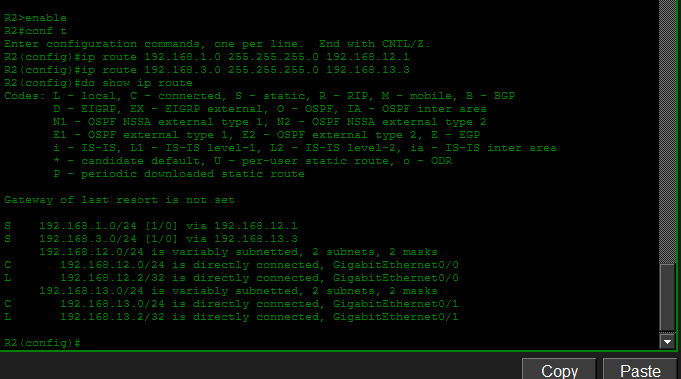 R2>enable
R2#conf t
Enter configuration commands, one per line.  End with CNTL/Z.
R2(config)#ip route 192.168.1.0 255.255.255.0 192.168.12.1
R2(config)#ip route 192.168.3.0 255.255.255.0 192.168.13.3
R2(config)#do show ip route
Codes: L - local, C - connected, S - static, R - RIP, M - mobile, B - BGP
       D - EIGRP, EX - EIGRP external, O - OSPF, IA - OSPF inter area
       N1 - OSPF NSSA external type 1, N2 - OSPF NSSA external type 2
       E1 - OSPF external type 1, E2 - OSPF external type 2, E - EGP
       i - IS-IS, L1 - IS-IS level-1, L2 - IS-IS level-2, ia - IS-IS inter area
       * - candidate default, U - per-user static route, o - ODR
       P - periodic downloaded static route
Gateway of last resort is not set
S    192.168.1.0/24 [1/0] via 192.168.12.1
S    192.168.3.0/24 [1/0] via 192.168.13.3
     192.168.12.0/24 is variably subnetted, 2 subnets, 2 masks
C       192.168.12.0/24 is directly connected, GigabitEthernet0/0
L       192.168.12.2/32 is directly connected, GigabitEthernet0/0
     192.168.13.0/24 is variably subnetted, 2 subnets, 2 masks
C       192.168.13.0/24 is directly connected, GigabitEthernet0/1
L       192.168.13.2/32 is directly connected, GigabitEthernet0/1
R2(config)#
Copy Paste